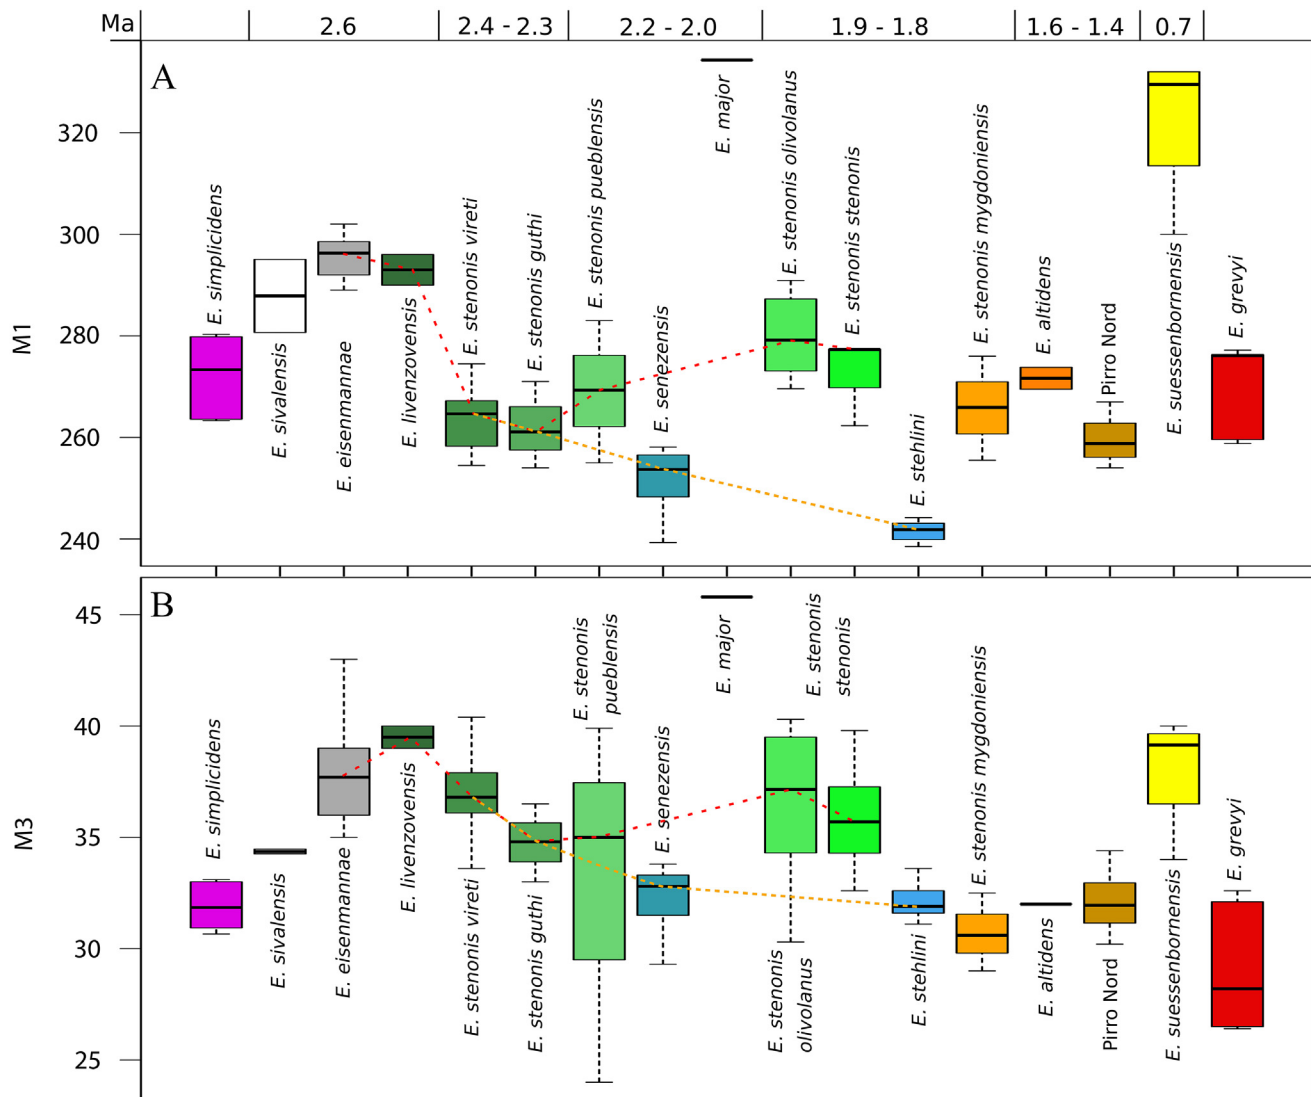 Ma
2.6
2.4 - 2.3
2.2 - 2.0
1.9 - 1.8
1.6 - 1.4
0.7
A
M1
320
300
280
260
240
E. simplicidens
E. sivalensis
E. eisenmannae
E. livenzovensis
E. stenonis vireti
E. stenonis guthi
E. stenonis pueblensis
E. senezensis
E. major
E. stenonis olivolanus
E. stenonis stenonis
E. stehlini
E. stenonis mygdoniensis
E. altidens
Pirro Nord
E. suessenbornensis
E. grevyi
B
M3
45
40
35
30
25
E. simplicidens
E. sivalensis
E. eisenmannae
E. livenzovensis
E. stenonis vireti
E. stenonis guthi
E. stenonis
pueblensis
E. senezensis
E. major
E. stenonis
olivolanus
E. stenonis
stenonis
E. stehlini
E. stenonis mygdoniensis
E. altidens
Pirro Nord
E. suessenbornensis
E. grevyi